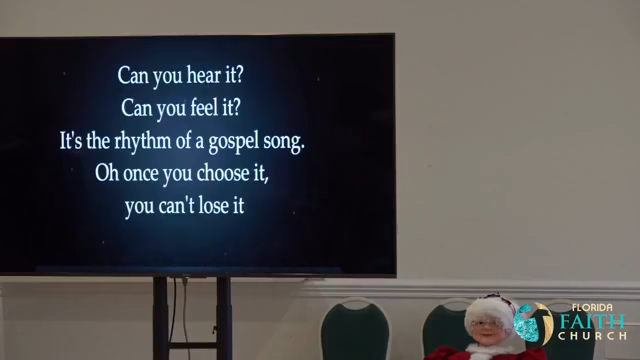 Can you hear it?
Can you feel it?
It's the rhythm of a gospel song.
Oh once you choose it,
you can't lose it
FLORIDA
FAITH
CHURCH